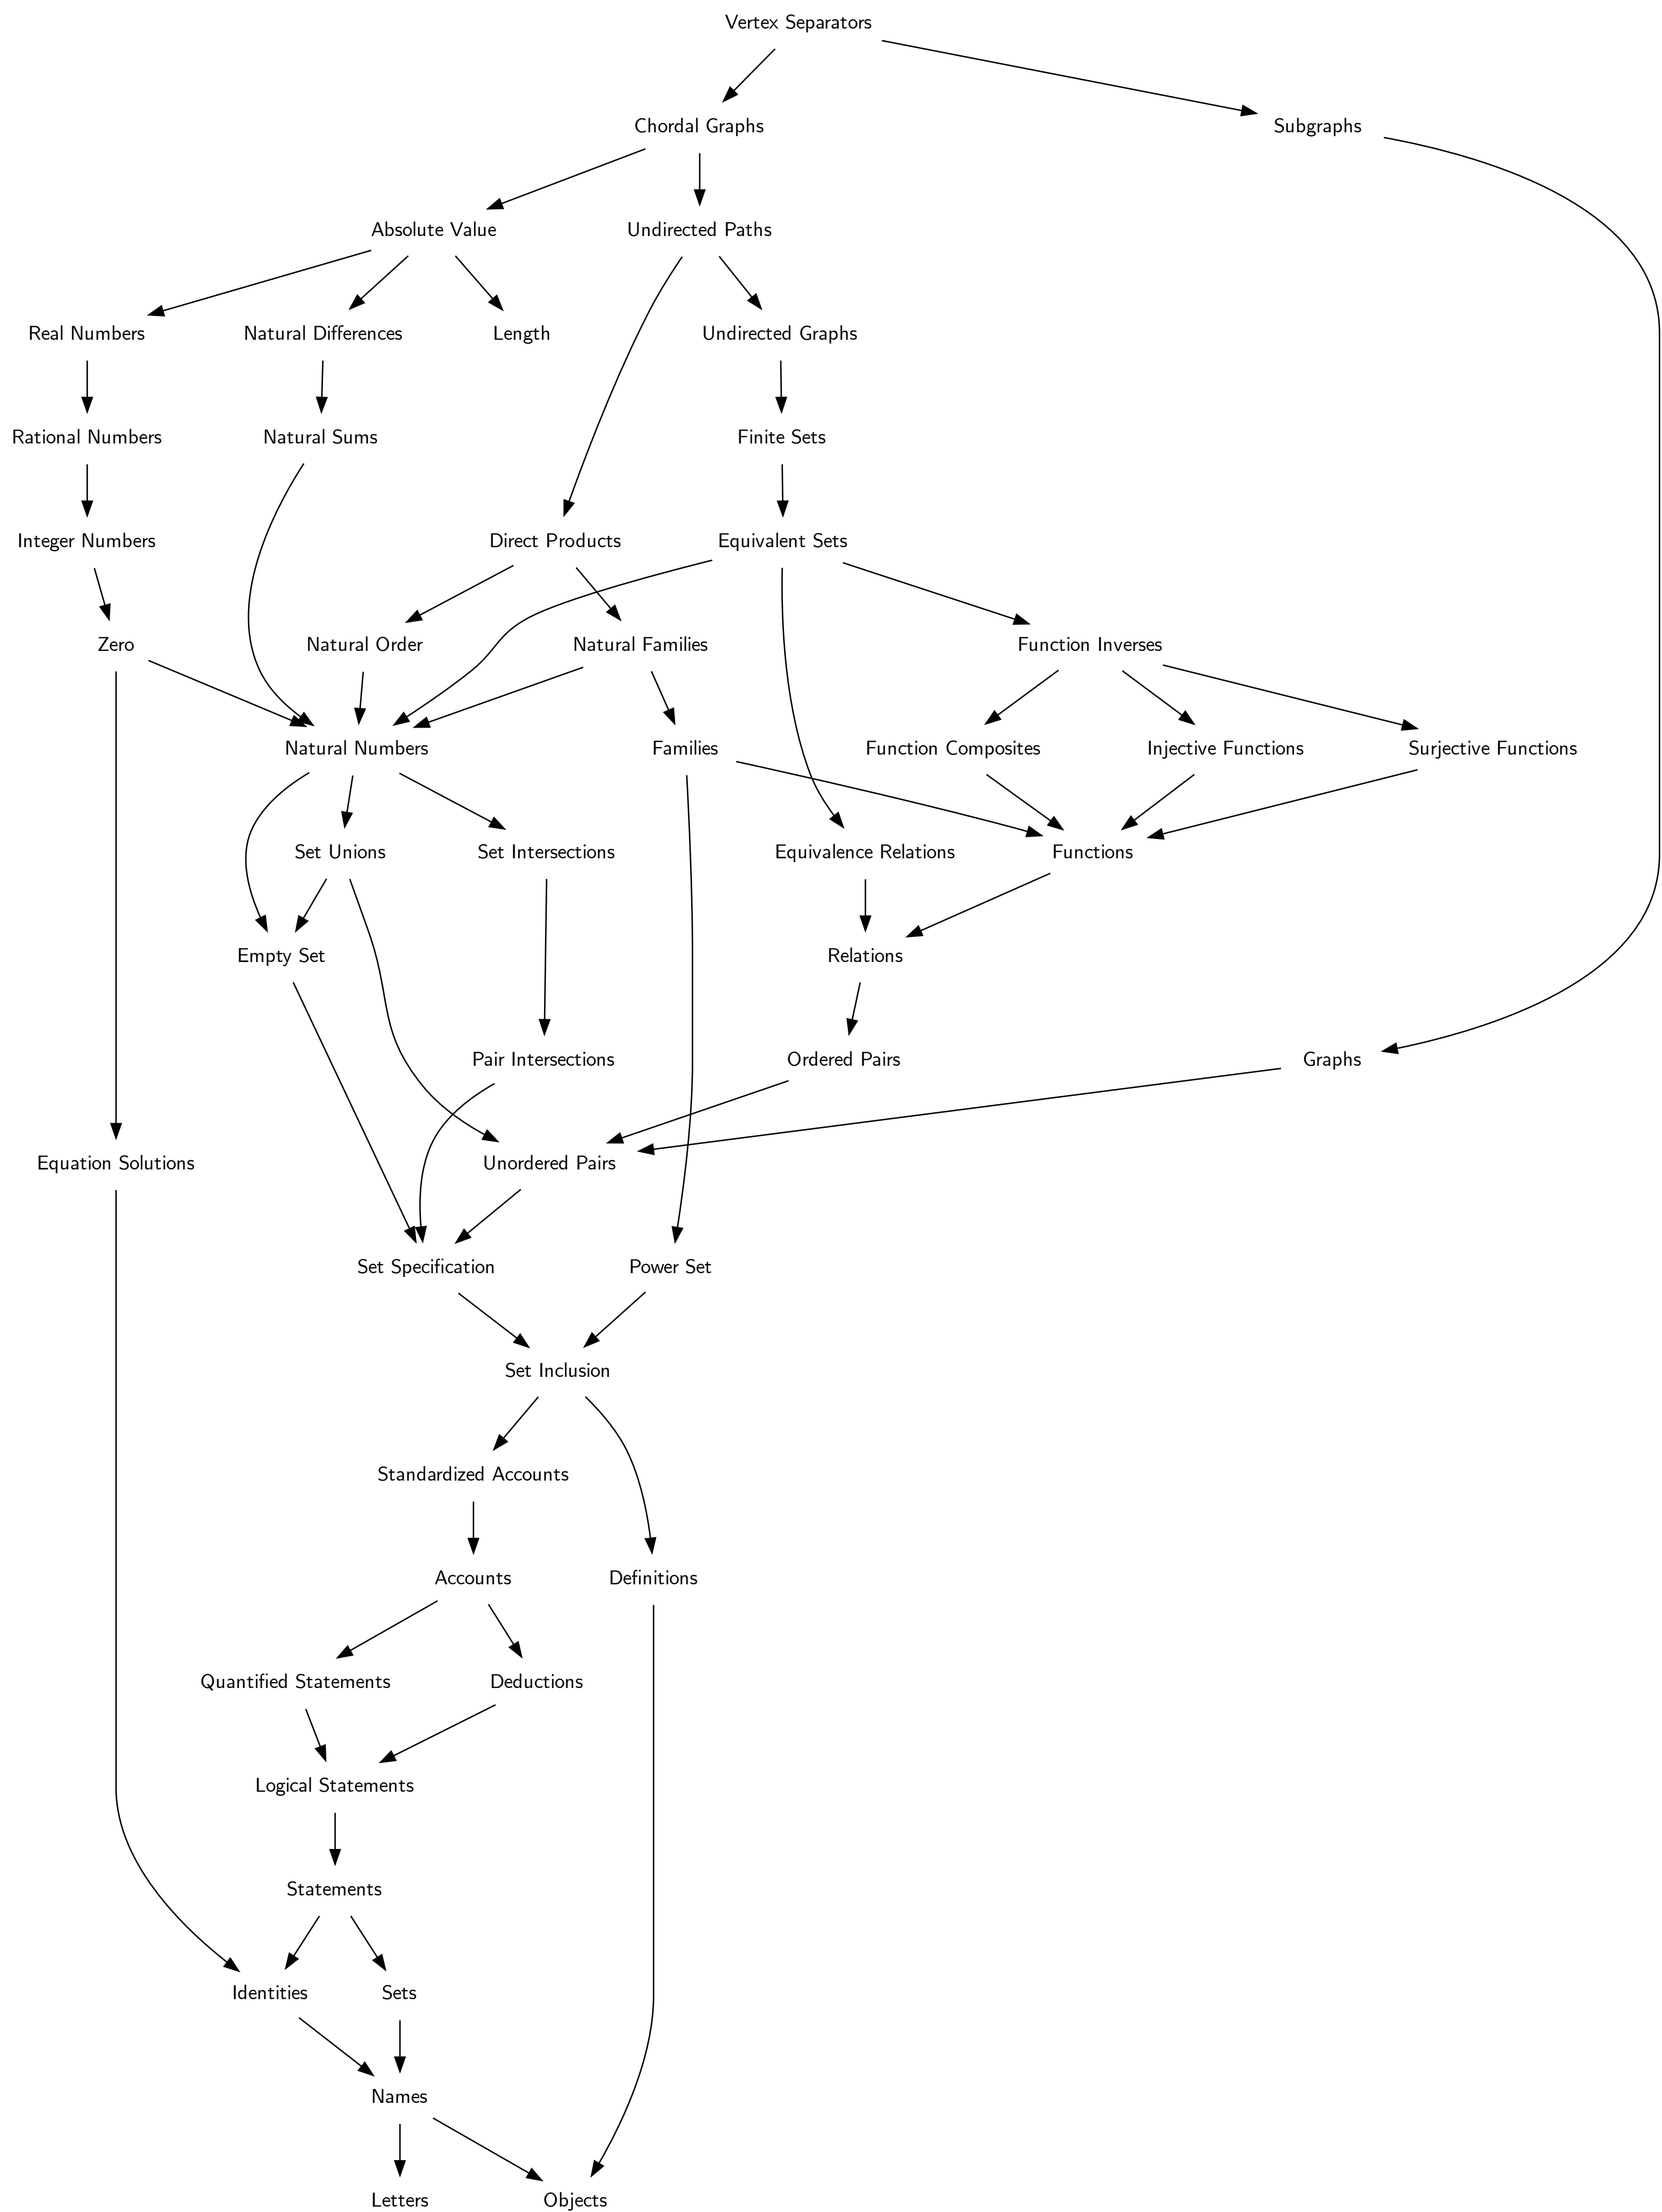 Vertex Separators
Chordal Graphs
Subgraphs
Absolute Value
Undirected Paths
Real Numbers
Natural Differences
Length
Undirected Graphs
Rational Numbers
Natural Sums
Finite Sets
Integer Numbers
Direct Products
Equivalent Sets
Zero
Natural Order
Natural Families
Function Inverses
Natural Numbers
Families
Function Composites
Injective Functions
Surjective Functions
Set Unions
Set Intersections
Equivalence Relations
Functions
Empty Set
Relations
Pair Intersections
Ordered Pairs
Graphs
Equation Solutions
Unordered Pairs
Set Specification
Power Set
Set Inclusion
Standardized Accounts
Accounts
Definitions
Quantified Statements
Deductions
Logical Statements
Statements
Identities
Sets
Names
Letters
Objects